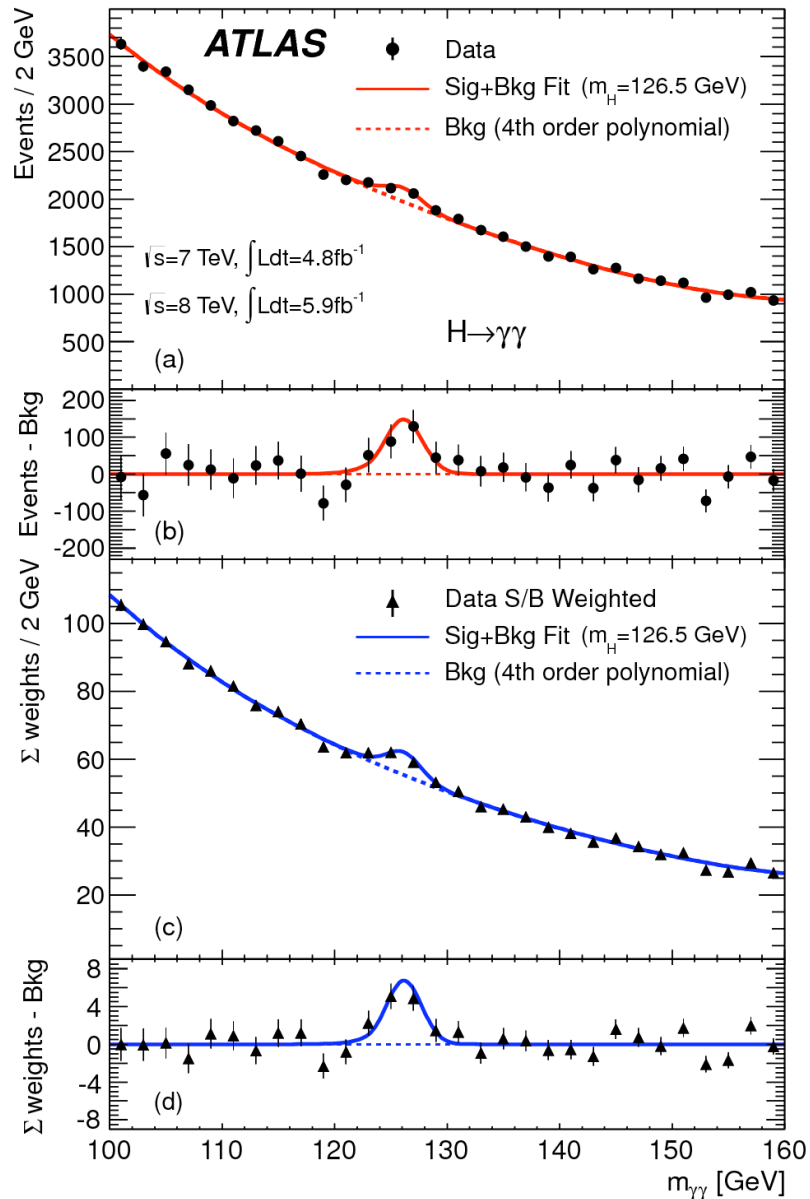 ATLAS
Data
Sig+Bkg Fit (m_H=126.5 GeV)
Bkg (4th order polynomial)
Events / 2 GeV
3500
3000
2500
2000
1500
1000
500
√s=7 TeV, ∫Ldt=4.8fb⁻¹
√s=8 TeV, ∫Ldt=5.9fb⁻¹
H→γγ
(a)
Events - Bkg
200
100
0
-100
-200
(b)
Data S/B Weighted
Sig+Bkg Fit (m_H=126.5 GeV)
Bkg (4th order polynomial)
Σ weights / 2 GeV
100
80
60
40
20
(c)
Σ weights - Bkg
8
4
0
-4
-8
(d)
100 110 120 130 140 150 160
m_γγ [GeV]